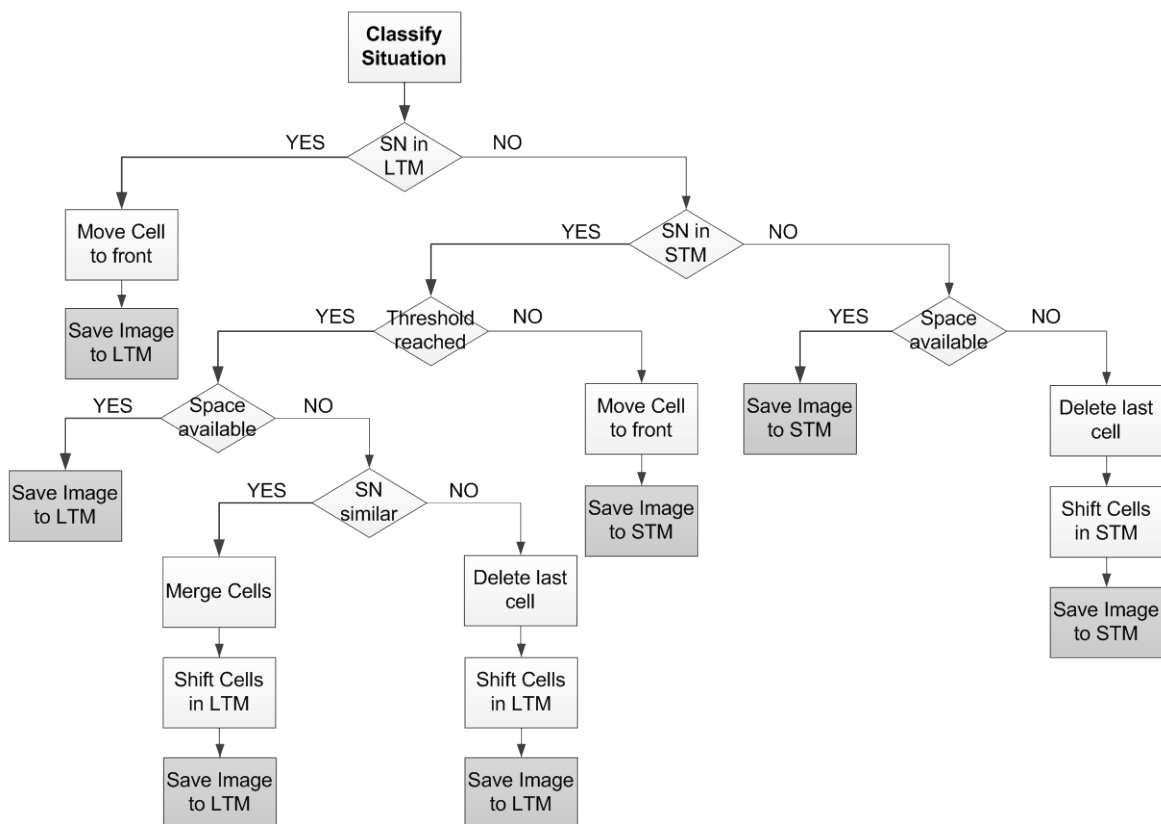 Classify
Situation
YES
SN in
LTM
NO
Move Cell
to front
YES
SN in
STM
NO
Save Image
to LTM
YES
Threshold
reached
NO
YES
Space
available
NO
YES
Space
available
NO
Move Cell
to front
Save Image
to STM
Delete last
cell
Save Image
to LTM
YES
SN
similar
NO
Save Image
to STM
Shift Cells
in STM
Merge Cells
Delete last
cell
Save Image
to STM
Shift Cells
in LTM
Shift Cells
in LTM
Save Image
to LTM
Save Image
to LTM